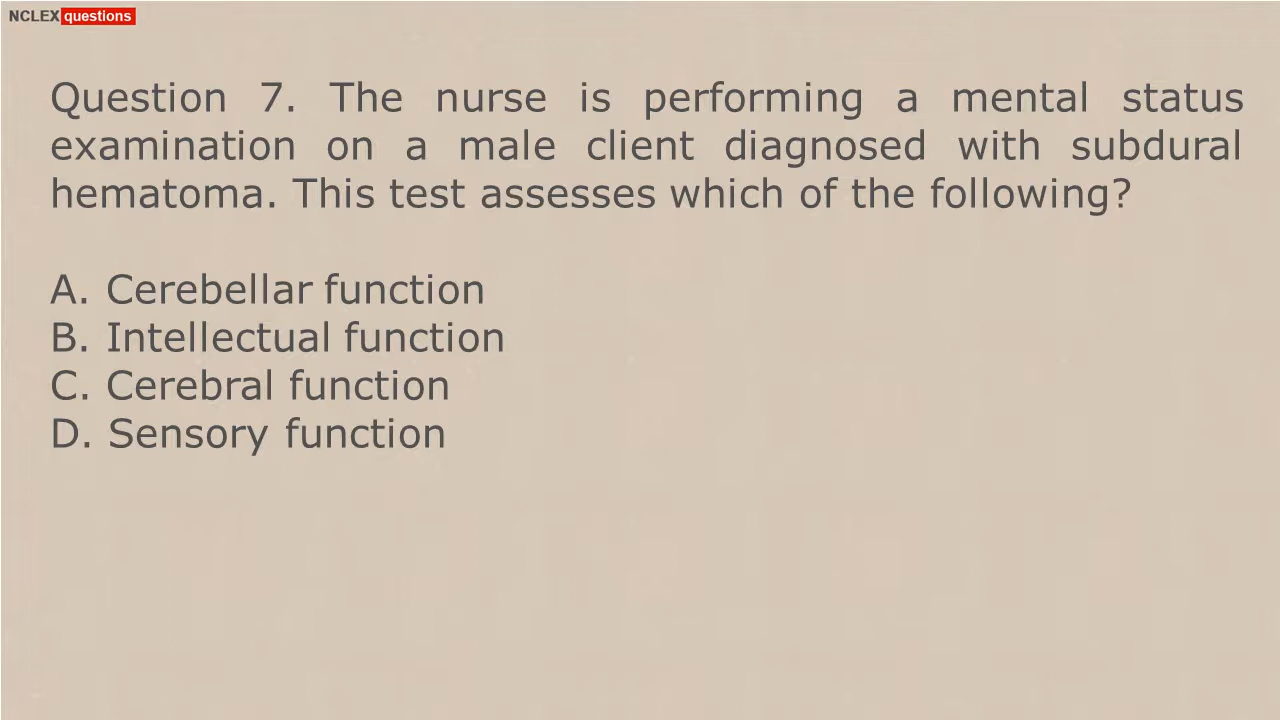 NCLEX questions
Question 7. The nurse is performing a mental status
examination on a male client diagnosed with subdural
hematoma. This test assesses which of the following?
A. Cerebellar function
B. Intellectual function
C. Cerebral function
D. Sensory function